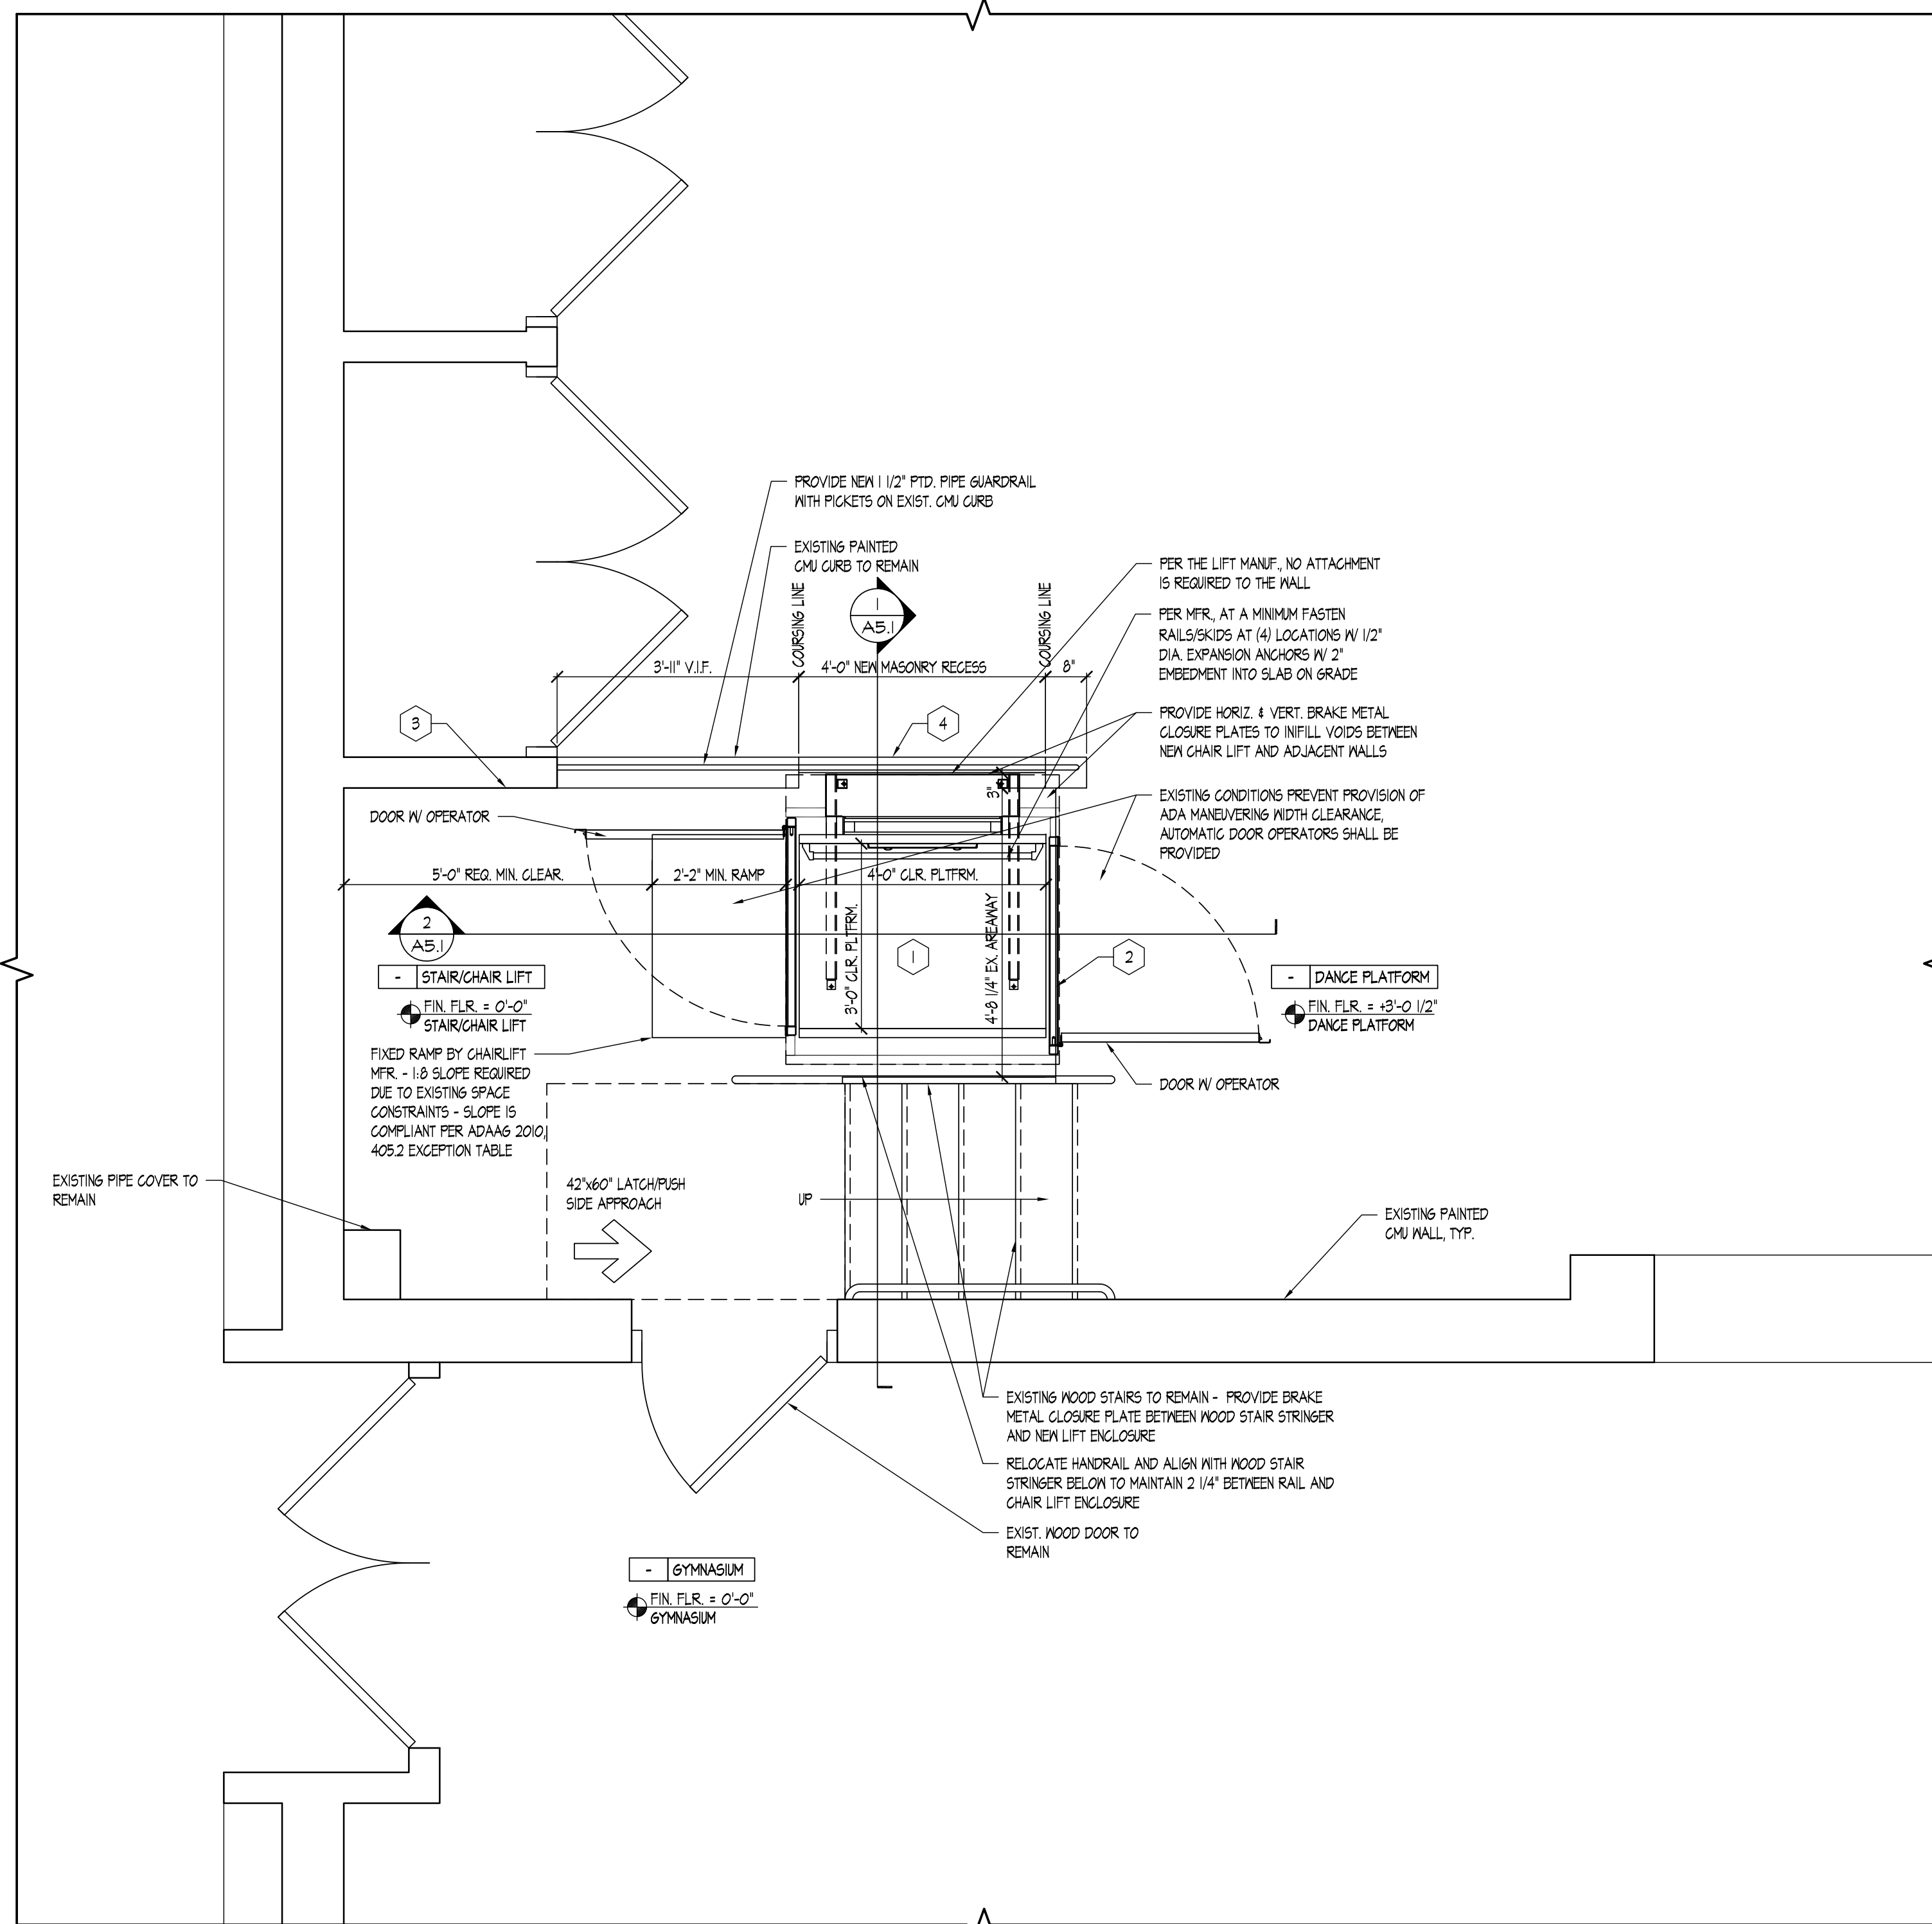 PROVIDE NEW 1 1/2" PTD. PIPE GUARDRAIL
WITH PICKETS ON EXIST. CMU CURB
EXISTING PAINTED
CMU CURB TO REMAIN
COURSING LINE
1
A5.1
COURSING LINE
PER THE LIFT MANUF., NO ATTACHMENT
IS REQUIRED TO THE WALL
PER MFR., AT A MINIMUM FASTEN
RAILS/SKIDS AT (4) LOCATIONS W/ 1/2"
DIA. EXPANSION ANCHORS W/ 2"
EMBEDMENT INTO SLAB ON GRADE
3'-11" V.I.F.
4'-0" NEW MASONRY RECESS
8"
3
4
PROVIDE HORIZ. & VERT. BRAKE METAL
CLOSURE PLATES TO INIFILL VOIDS BETWEEN
NEW CHAIR LIFT AND ADJACENT WALLS
3"
EXISTING CONDITIONS PREVENT PROVISION OF
ADA MANEUVERING WIDTH CLEARANCE,
AUTOMATIC DOOR OPERATORS SHALL BE
PROVIDED
DOOR W/ OPERATOR
5'-0" REQ. MIN. CLEAR.
2'-2" MIN. RAMP
4'-0" CLR. PLTFRM.
3'-0" CLR. PLTFRM.
4'-8 1/4" EX. AREAWAY
2
A5.1
1
2
- STAIR/CHAIR LIFT
FIN. FLR. = 0'-0"
STAIR/CHAIR LIFT
- DANCE PLATFORM
FIN. FLR. = +3'-0 1/2"
DANCE PLATFORM
FIXED RAMP BY CHAIRLIFT
MFR. - 1:8 SLOPE REQUIRED
DUE TO EXISTING SPACE
CONSTRAINTS - SLOPE IS
COMPLIANT PER ADAAG 2010,
405.2 EXCEPTION TABLE
DOOR W/ OPERATOR
EXISTING PIPE COVER TO
REMAIN
42"x60" LATCH/PUSH
SIDE APPROACH
UP
EXISTING PAINTED
CMU WALL, TYP.
EXISTING WOOD STAIRS TO REMAIN - PROVIDE BRAKE
METAL CLOSURE PLATE BETWEEN WOOD STAIR STRINGER
AND NEW LIFT ENCLOSURE
RELOCATE HANDRAIL AND ALIGN WITH WOOD STAIR
STRINGER BELOW TO MAINTAIN 2 1/4" BETWEEN RAIL AND
CHAIR LIFT ENCLOSURE
EXIST. WOOD DOOR TO
REMAIN
- GYMNASIUM
FIN. FLR. = 0'-0"
GYMNASIUM